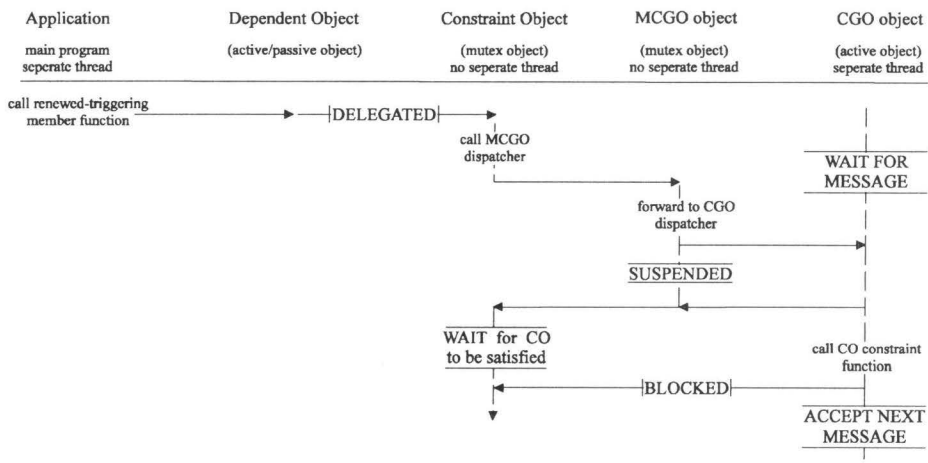 Application
Dependent Object
Constraint Object
MCGO object
CGO object
main program
seperate thread
(active/passive object)
(mutex object)
no seperate thread
(mutex object)
no seperate thread
(active object)
seperate thread
call renewed-triggering
member function
DELEGATED
call MCGO
dispatcher
WAIT FOR
MESSAGE
forward to CGO
dispatcher
SUSPENDED
WAIT for CO
to be satisfied
call CO constraint
function
BLOCKED
ACCEPT NEXT
MESSAGE